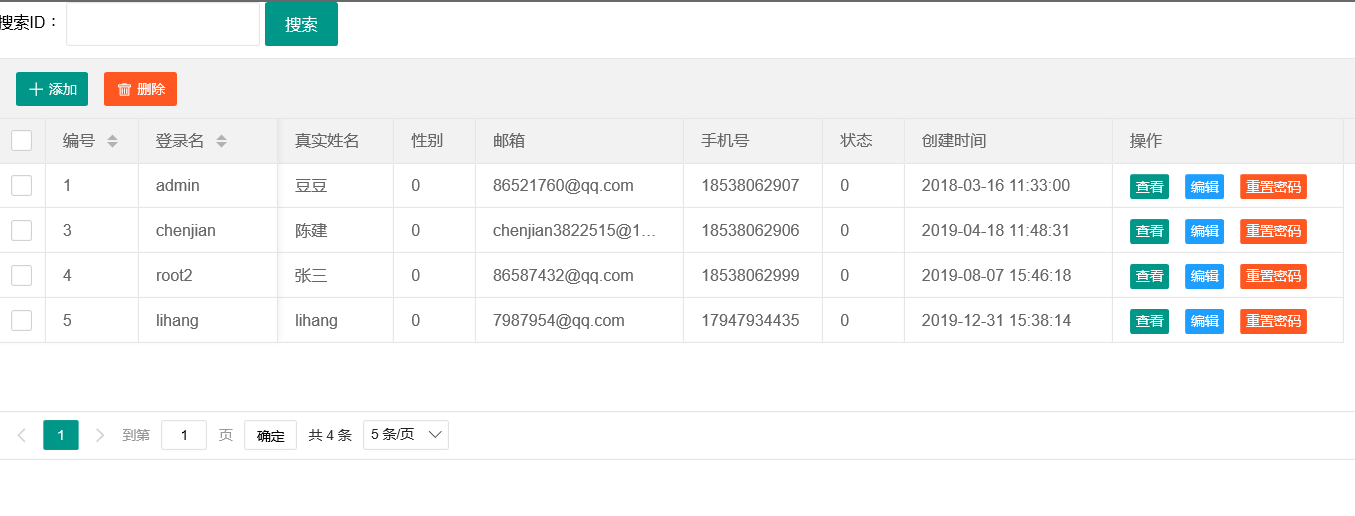 搜索ID： 搜索
添加 删除
编号 登录名 真实姓名 性别 邮箱 手机号 状态 创建时间 操作
1 admin 豆豆 0 86521760@qq.com 18538062907 0 2018-03-16 11:33:00 查看 编辑 重置密码
3 chenjian 陈建 0 chenjian3822515@1... 18538062906 0 2019-04-18 11:48:31 查看 编辑 重置密码
4 root2 张三 0 86587432@qq.com 18538062999 0 2019-08-07 15:46:18 查看 编辑 重置密码
5 lihang lihang 0 7987954@qq.com 17947934435 0 2019-12-31 15:38:14 查看 编辑 重置密码
1 到第 1 页 确定 共 4 条 5 条/页